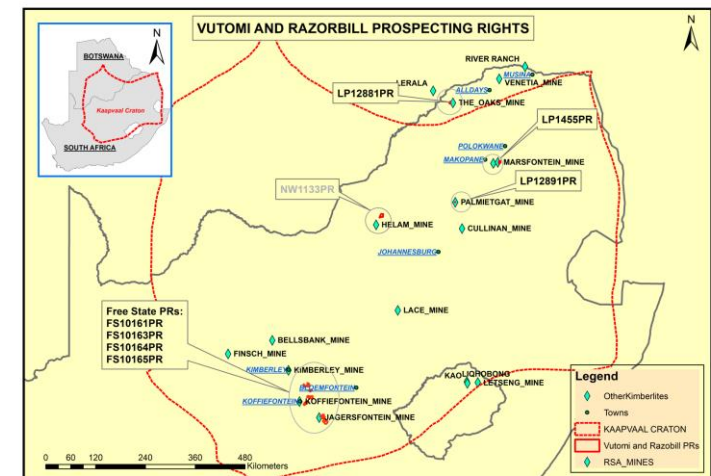 VUTOMI AND RAZORBILL PROSPECTING RIGHTS
N
N
BOTSWANA
Kaapvaal Craton
SOUTH AFRICA
RIVER RANCH
MUSINA
LERALA
VENETIA_MINE
ALLDAYS
LP12881PR
THE_OAKS_MINE
LP1455PR
POLOKWANE
MAKOPANE
MARSFONTEIN_MINE
NW1133PR
LP12891PR
PALMIETGAT_MINE
HELAM_MINE
CULLINAN_MINE
JOHANNESBURG
Free State PRs:
FS10161PR
FS10163PR
FS10164PR
FS10165PR
LACE_MINE
BELLSBANK_MINE
FINSCH_MINE
KIMBERLEY
KIMBERLEY_MINE
BLOEMFONTEIN
KOFFIEFONTEIN
KOFFIEFONTEIN_MINE
JAGERSFONTEIN_MINE
KAO
LIQHOBONG
LETSENG_MINE
Legend
OtherKimberlites
Towns
KAAPVAAL CRATON
Vutomi and Razobill PRs
RSA_MINES
0 60 120 240 360 480
Kilometers